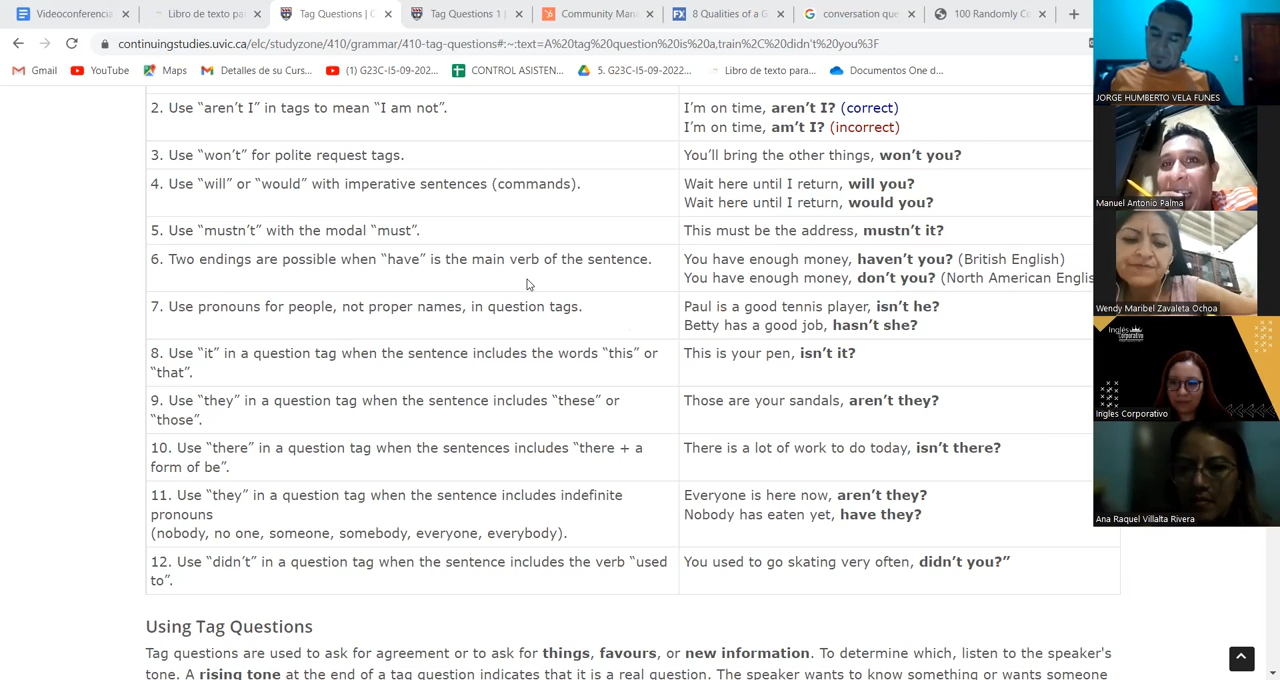 Videoconferencia
Libro de texto pa
Tag Questions | C
Tag Questions 1 |
Community Man
8 Qualities of a G
conversation que
100 Randomly Co
continuingstudies.uvic.ca/elc/studyzone/410/grammar/410-tag-questions#:~:text=A%20tag%20question%20is%20a,train%2C%20didn't%20you%3F
Gmail
YouTube
Maps
Detalles de su Curs...
(1) G23C-I5-09-202...
CONTROL ASISTEN...
5. G23C-I5-09-2022...
Libro de texto para...
Documentos One d...
2. Use “aren’t I” in tags to mean “I am not”.
I’m on time, aren’t I? (correct)
I’m on time, am’t I? (incorrect)
3. Use “won’t” for polite request tags.
You’ll bring the other things, won’t you?
4. Use “will” or “would” with imperative sentences (commands).
Wait here until I return, will you?
Wait here until I return, would you?
5. Use “mustn’t” with the modal “must”.
This must be the address, mustn’t it?
6. Two endings are possible when “have” is the main verb of the sentence.
You have enough money, haven’t you? (British English)
You have enough money, don’t you? (North American Englis
7. Use pronouns for people, not proper names, in question tags.
Paul is a good tennis player, isn’t he?
Betty has a good job, hasn’t she?
8. Use “it” in a question tag when the sentence includes the words “this” or
“that”.
This is your pen, isn’t it?
9. Use “they” in a question tag when the sentence includes “these” or
“those”.
Those are your sandals, aren’t they?
10. Use “there” in a question tag when the sentences includes “there + a
form of be”.
There is a lot of work to do today, isn’t there?
11. Use “they” in a question tag when the sentence includes indefinite
pronouns
(nobody, no one, someone, somebody, everyone, everybody).
Everyone is here now, aren’t they?
Nobody has eaten yet, have they?
12. Use “didn’t” in a question tag when the sentence includes the verb “used
to”.
You used to go skating very often, didn’t you?”
Using Tag Questions
Tag questions are used to ask for agreement or to ask for things, favours, or new information. To determine which, listen to the speaker's
tone. A rising tone at the end of a tag question indicates that it is a real question. The speaker wants to know something or wants someone
JORGE HUMBERTO VELA FUNES
Manuel Antonio Palma
Wendy Maribel Zavaleta Ochoa
Inglés
Corporativo
Ingles Corporativo
Ana Raquel Villalta Rivera